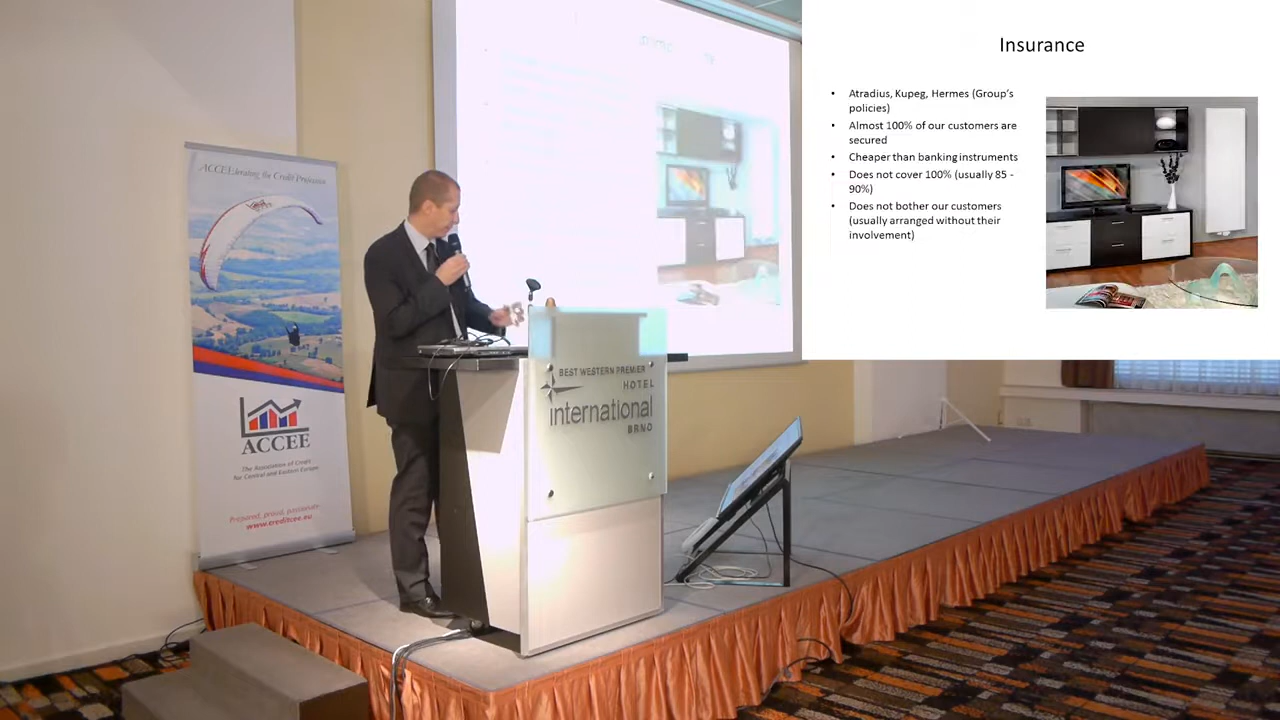 ACCEElerating the Credit Profession
ACCEE
The Association of Credit
for Central and Eastern Europe
Prepared, proud, passionate
www.creditcee.eu
BEST WESTERN PREMIER
HOTEL
international
BRNO
Insurance
• Atradius, Kupeg, Hermes (Group's
policies)
• Almost 100% of our customers are
secured
• Cheaper than banking instruments
• Does not cover 100% (usually 85 -
90%)
• Does not bother our customers
(usually arranged without their
involvement)